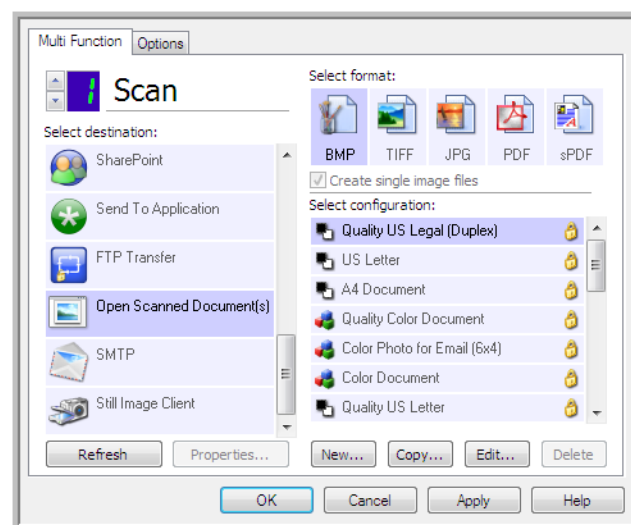 Multi Function
Options
1
Scan
Select destination:
SharePoint
Send To Application
FTP Transfer
Open Scanned Document(s)
SMTP
Still Image Client
Refresh
Properties...
Select format:
BMP
TIFF
JPG
PDF
sPDF
Create single image files
Select configuration:
Quality US Legal (Duplex)
US Letter
A4 Document
Quality Color Document
Color Photo for Email (6x4)
Color Document
Quality US Letter
New...
Copy...
Edit...
Delete
OK
Cancel
Apply
Help